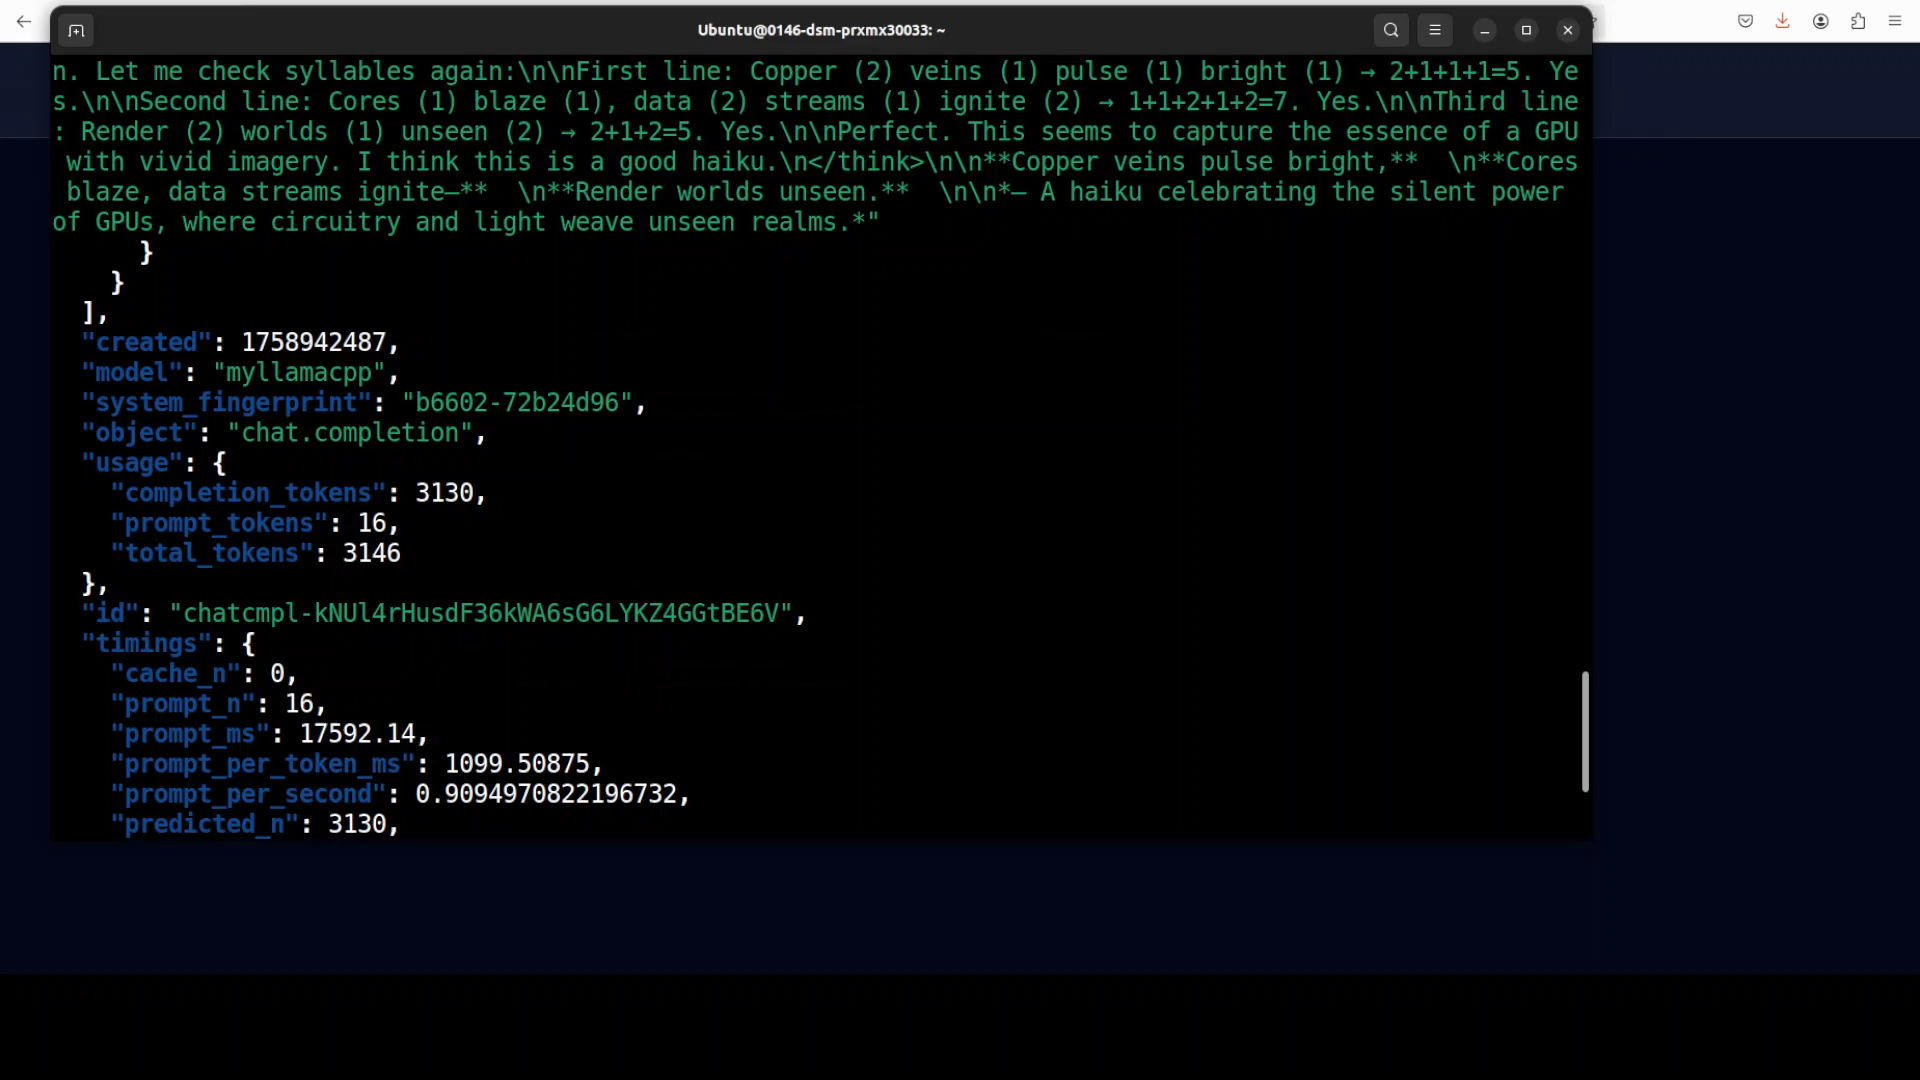 Ubuntu@0146-dsm-prxmx30033: ~
n. Let me check syllables again:\n\nFirst line: Copper (2) veins (1) pulse (1) bright (1) → 2+1+1+1=5. Ye
s.\n\nSecond line: Cores (1) blaze (1), data (2) streams (1) ignite (2) → 1+1+2+1+2=7. Yes.\n\nThird line
: Render (2) worlds (1) unseen (2) → 2+1+2=5. Yes.\n\nPerfect. This seems to capture the essence of a GPU
 with vivid imagery. I think this is a good haiku.\n</think>\n\n**Copper veins pulse bright,**  \n**Cores
 blaze, data streams ignite—**  \n**Render worlds unseen.**  \n\n*— A haiku celebrating the silent power 
of GPUs, where circuitry and light weave unseen realms.*"
      }
    }
  ],
  "created": 1758942487,
  "model": "myllamacpp",
  "system_fingerprint": "b6602-72b24d96",
  "object": "chat.completion",
  "usage": {
    "completion_tokens": 3130,
    "prompt_tokens": 16,
    "total_tokens": 3146
  },
  "id": "chatcmpl-kNUl4rHusdF36kWA6sG6LYKZ4GGtBE6V",
  "timings": {
    "cache_n": 0,
    "prompt_n": 16,
    "prompt_ms": 17592.14,
    "prompt_per_token_ms": 1099.50875,
    "prompt_per_second": 0.9094970822196732,
    "predicted_n": 3130,